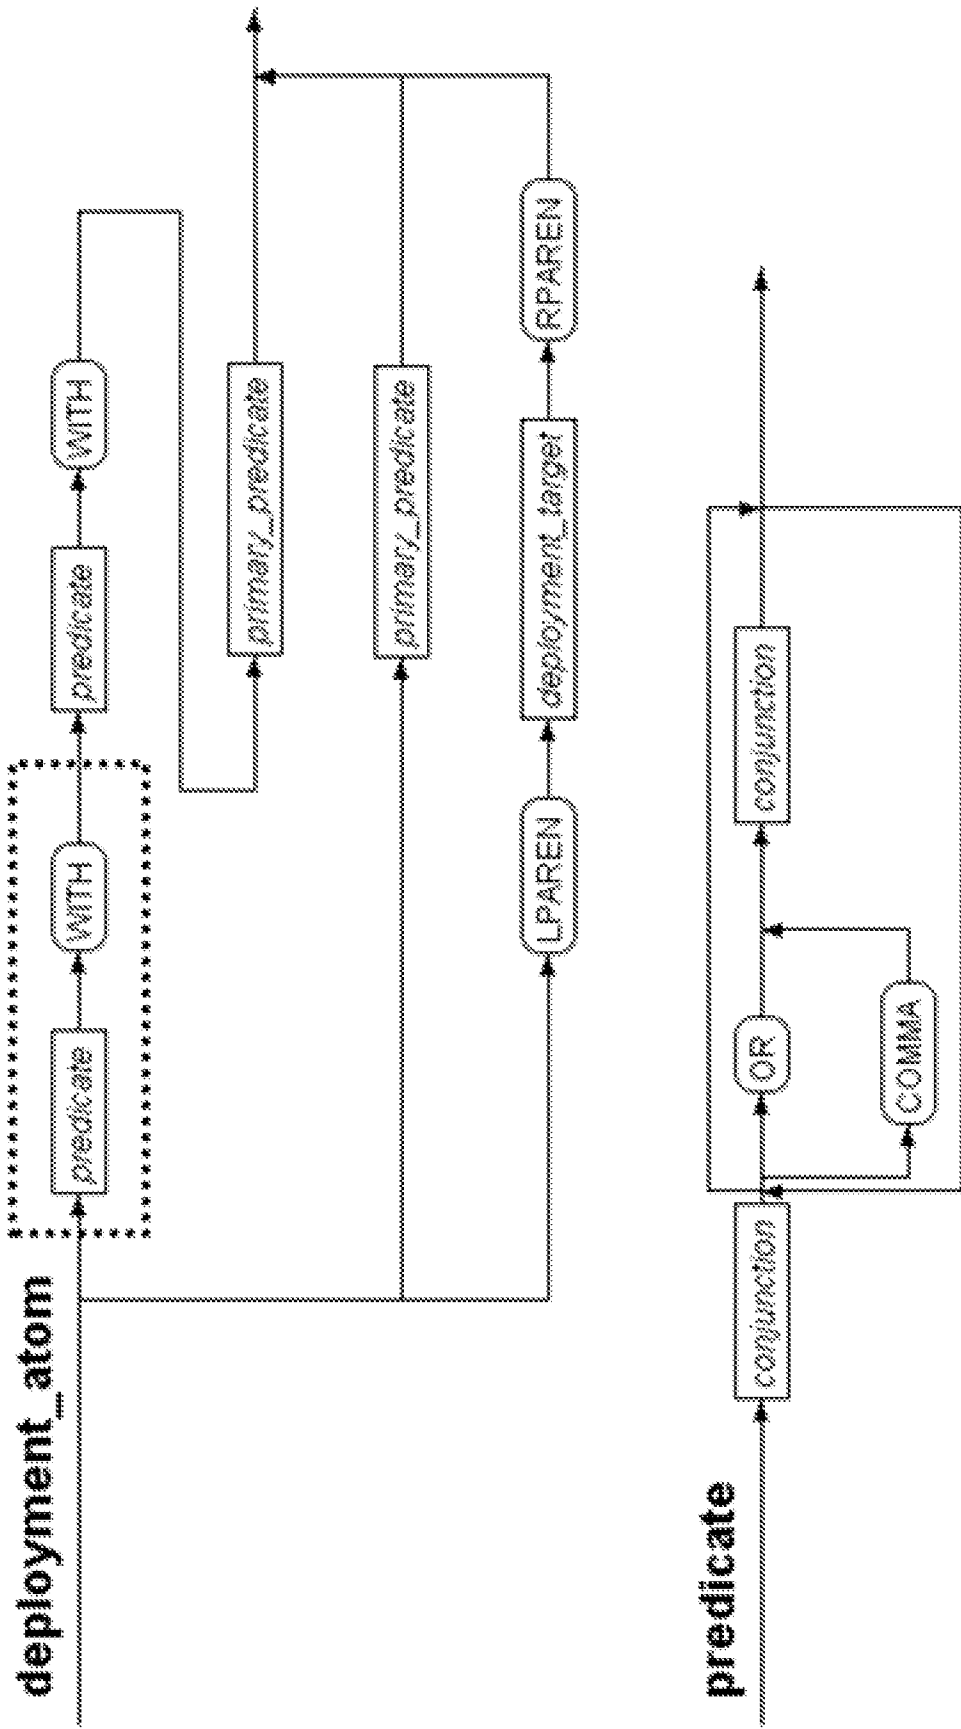 deployment_atom
predicate
WITH
predicate
WITH
primary_predicate
primary_predicate
LPAREN
deployment_target
RPAREN
predicate
conjunction
OR
conjunction
COMMA